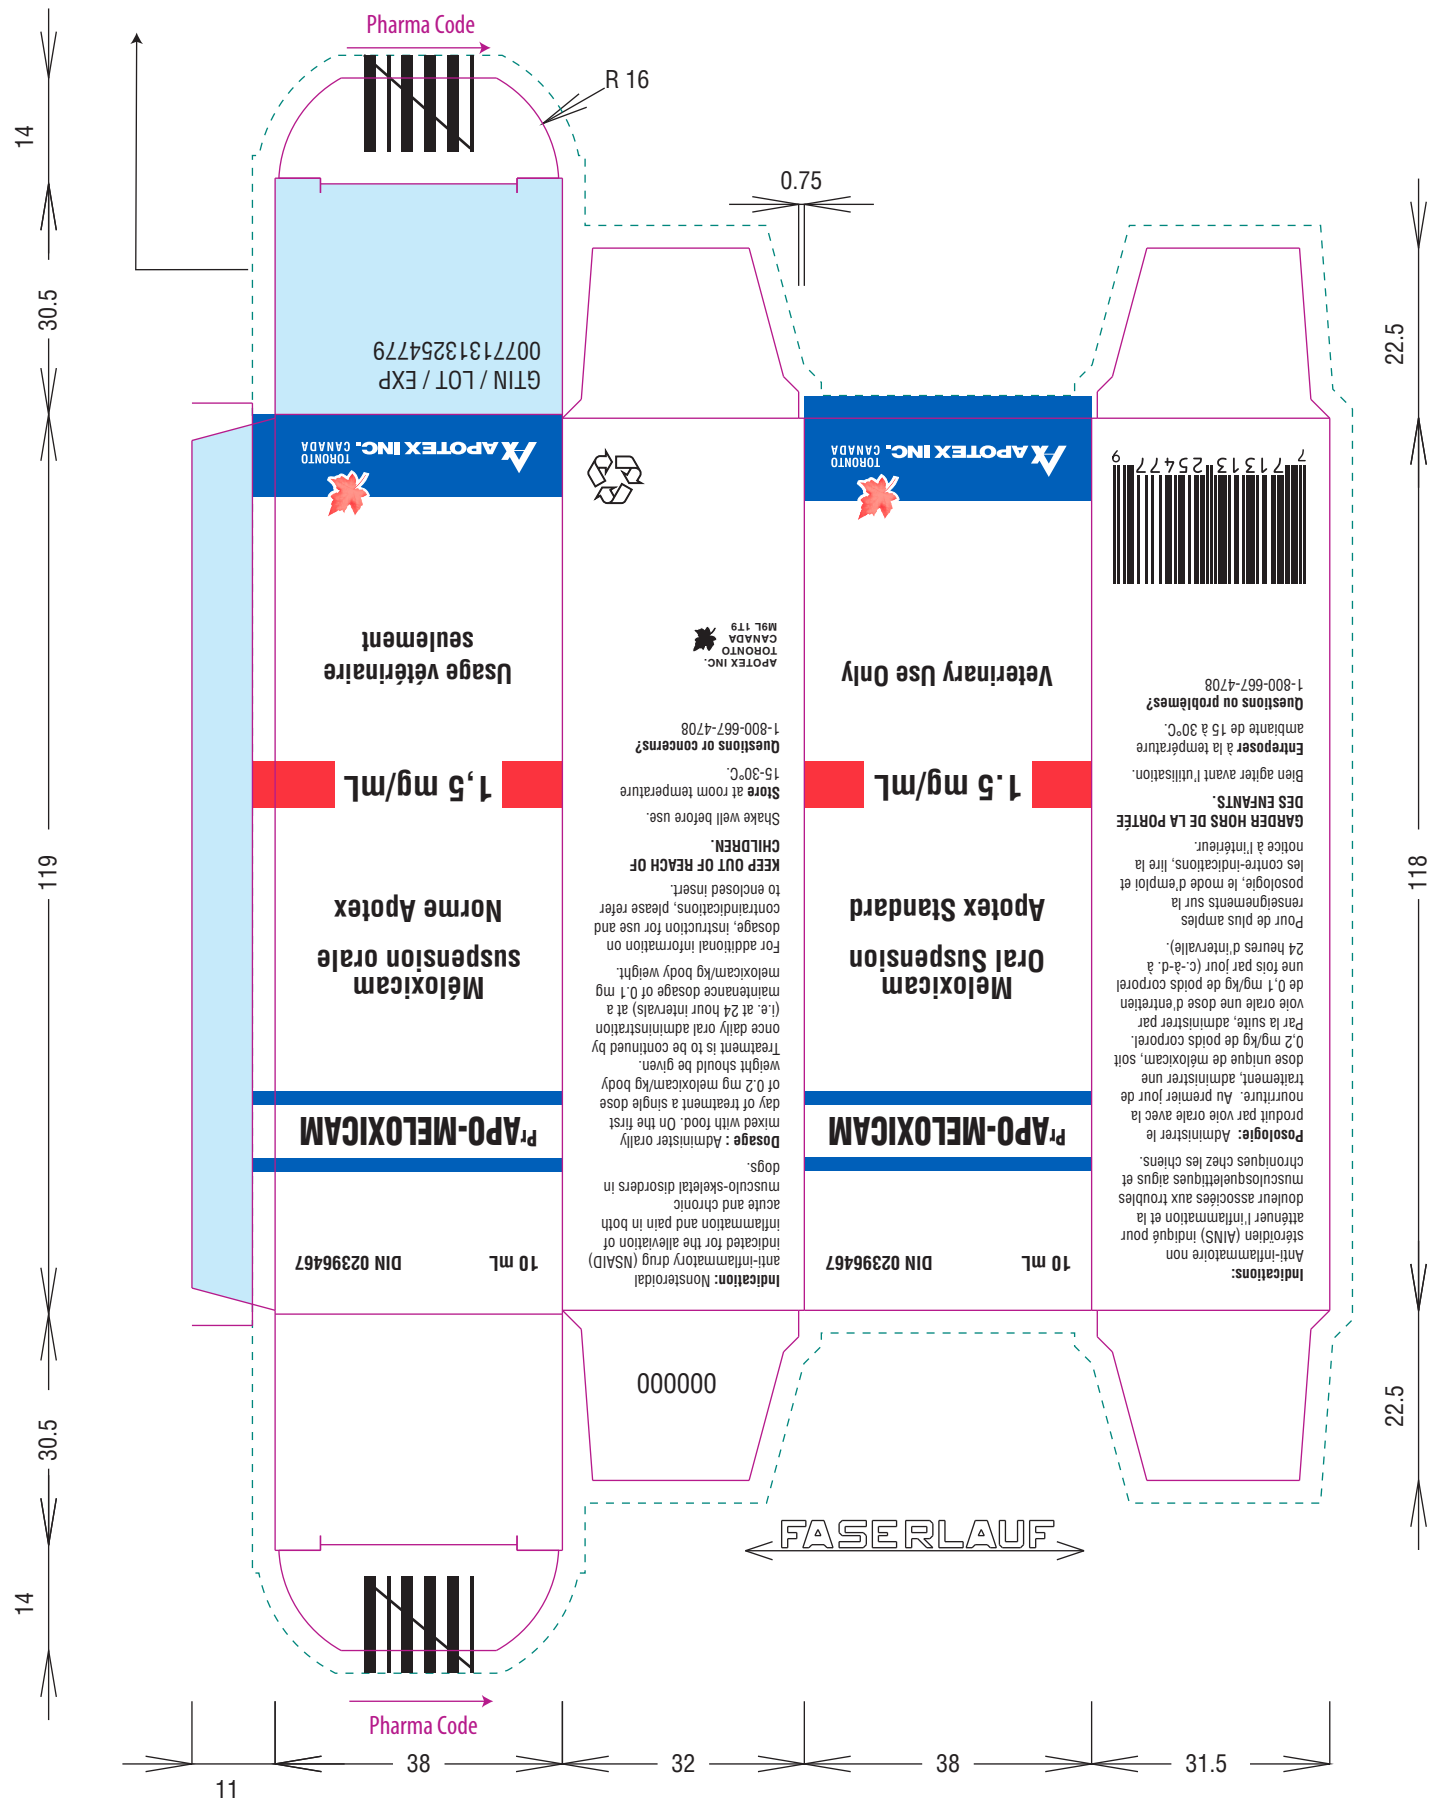 Pharma Code
R 16
0.75
14
30.5
119
30.5
14
22.5
118
22.5
GTIN / LOT / EXP
00771313254779
10 mL DIN 02396467
PrAPO-MELOXICAM
Méloxicam
suspension orale
Norme Apotex
1,5 mg/mL
Usage vétérinaire
seulement
APOTEX INC.
TORONTO
CANADA
Indication: Nonsteroidal
anti-inflammatory drug (NSAID)
indicated for the alleviation of
inflammation and pain in both
acute and chronic
musculo-skeletal disorders in
dogs.
Dosage : Administer orally
mixed with food. On the first
day of treatment a single dose
of 0.2 mg meloxicam/kg body
weight should be given.
Treatment is to be continued by
once daily oral admininstration
(i.e. at 24 hour intervals) at a
maintenance dosage of 0.1 mg
meloxicam/kg body weight.
For additional information on
dosage, instruction for use and
contraindications, please refer
to enclosed insert.
KEEP OUT OF REACH OF
CHILDREN.
Shake well before use.
Store at room temperature
15-30°C.
Questions or concerns?
1-800-667-4708
APOTEX INC.
TORONTO
CANADA
M9L 1T9
10 mL DIN 02396467
PrAPO-MELOXICAM
Meloxicam
Oral Suspension
Apotex Standard
1.5 mg/mL
Veterinary Use Only
APOTEX INC.
TORONTO
CANADA
Indications:
Anti-inflammatoire non
stéroïdien (AINS) indiqué pour
atténuer l'inflammation et la
douleur associées aux troubles
musculosquelettiques aigus et
chroniques chez les chiens.
Posologie: Administrer le
produit par voie orale avec la
nourriture. Au premier jour de
traitement, administrer une
dose unique de méloxicam, soit
0,2 mg/kg de poids corporel.
Par la suite, administrer par
voie orale une dose d'entretien
de 0,1 mg/kg de poids corporel
une fois par jour (c.-à-d. à
24 heures d'intervalle).
Pour de plus amples
renseignements sur la
posologie, le mode d'emploi et
les contre-indications, lire la
notice à l'intérieur.
GARDER HORS DE LA PORTÉE
DES ENFANTS.
Bien agiter avant l'utilisation.
Entreposer à la température
ambiante de 15 à 30°C.
Questions ou problèmes?
1-800-667-4708
7 71313 25477 9
000000
FASERLAUF
Pharma Code
11
38
32
38
31.5